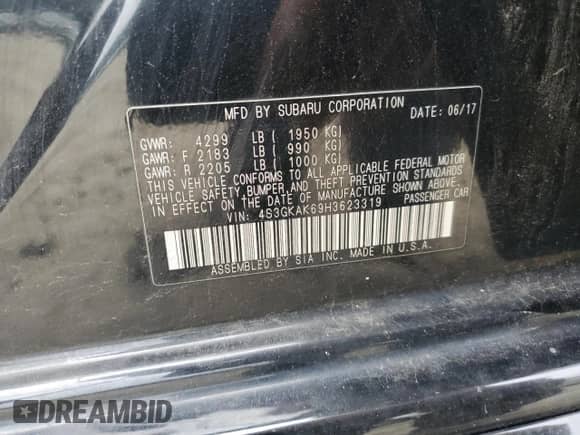 MFD BY SUBARU CORPORATION DATE: 06/17
GVWR: 4299 LB ( 1950 KG)
GAWR: F 2183 LB ( 990 KG)
GAWR: R 2205 LB ( 1000 KG)
THIS VEHICLE CONFORMS TO ALL APPLICABLE FEDERAL MOTOR
VEHICLE SAFETY, BUMPER, AND THEFT PREVENTION STANDARDS
IN EFFECT ON THE DATE OF MANUFACTURE SHOWN ABOVE.
VIN: 4S3GKAK69H3623319 PASSENGER CAR
ASSEMBLED BY SIA INC. MADE IN U.S.A.
DREAMBID